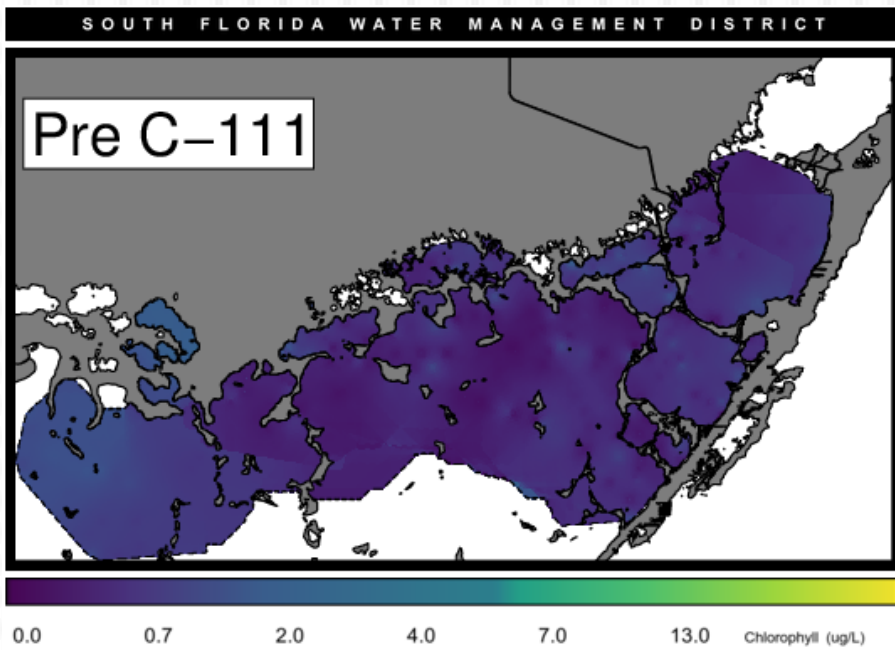 SOUTH FLORIDA WATER MANAGEMENT DISTRICT
Pre C−111
0.0 0.7 2.0 4.0 7.0 13.0 Chlorophyll (ug/L)